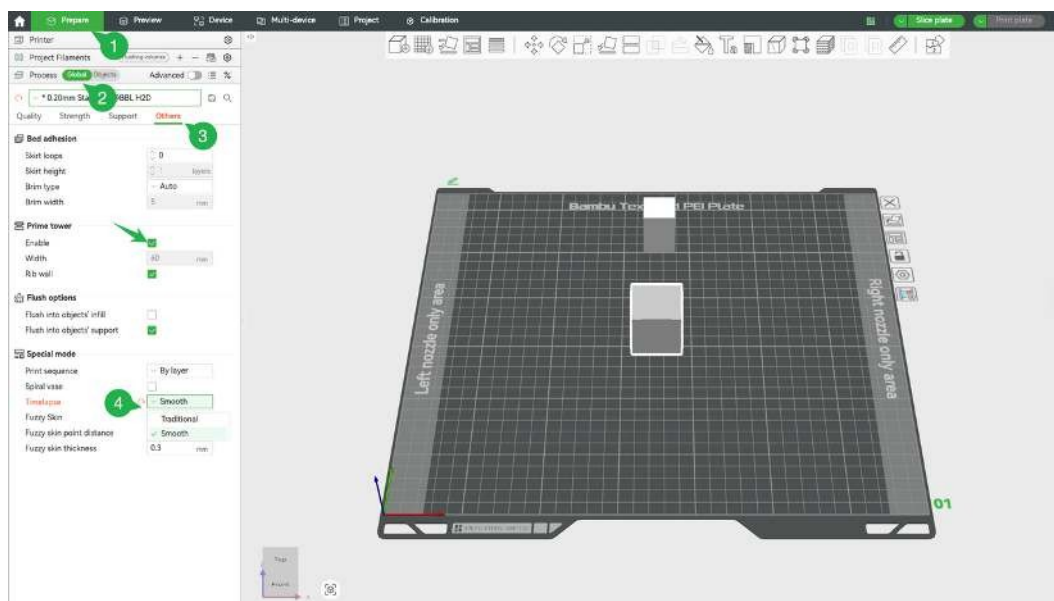 Prepare Preview Device Multi-device Project Calibration Slice plate Print plate
1
Printer
Project Filaments
Process Global Objects Advanced
2
* 0.20mm BBL H2D
Quality Strength Support Others
3
Bed adhesion
Skirt loops 0
Skirt height 1 layers
Brim type Auto
Brim width 5 mm
Prime tower
Enable
Width 60 mm
Rib wall
Flush options
Flush into objects' infill
Flush into objects' support
Special mode
Print sequence By layer
Spiral vase
Timelapse 4 Smooth
Fuzzy Skin Traditional
Fuzzy skin point distance Smooth
Fuzzy skin thickness 0.3 mm
Bambu PEI Plate
Left nozzle only area
Right nozzle only area
01
Top
Front